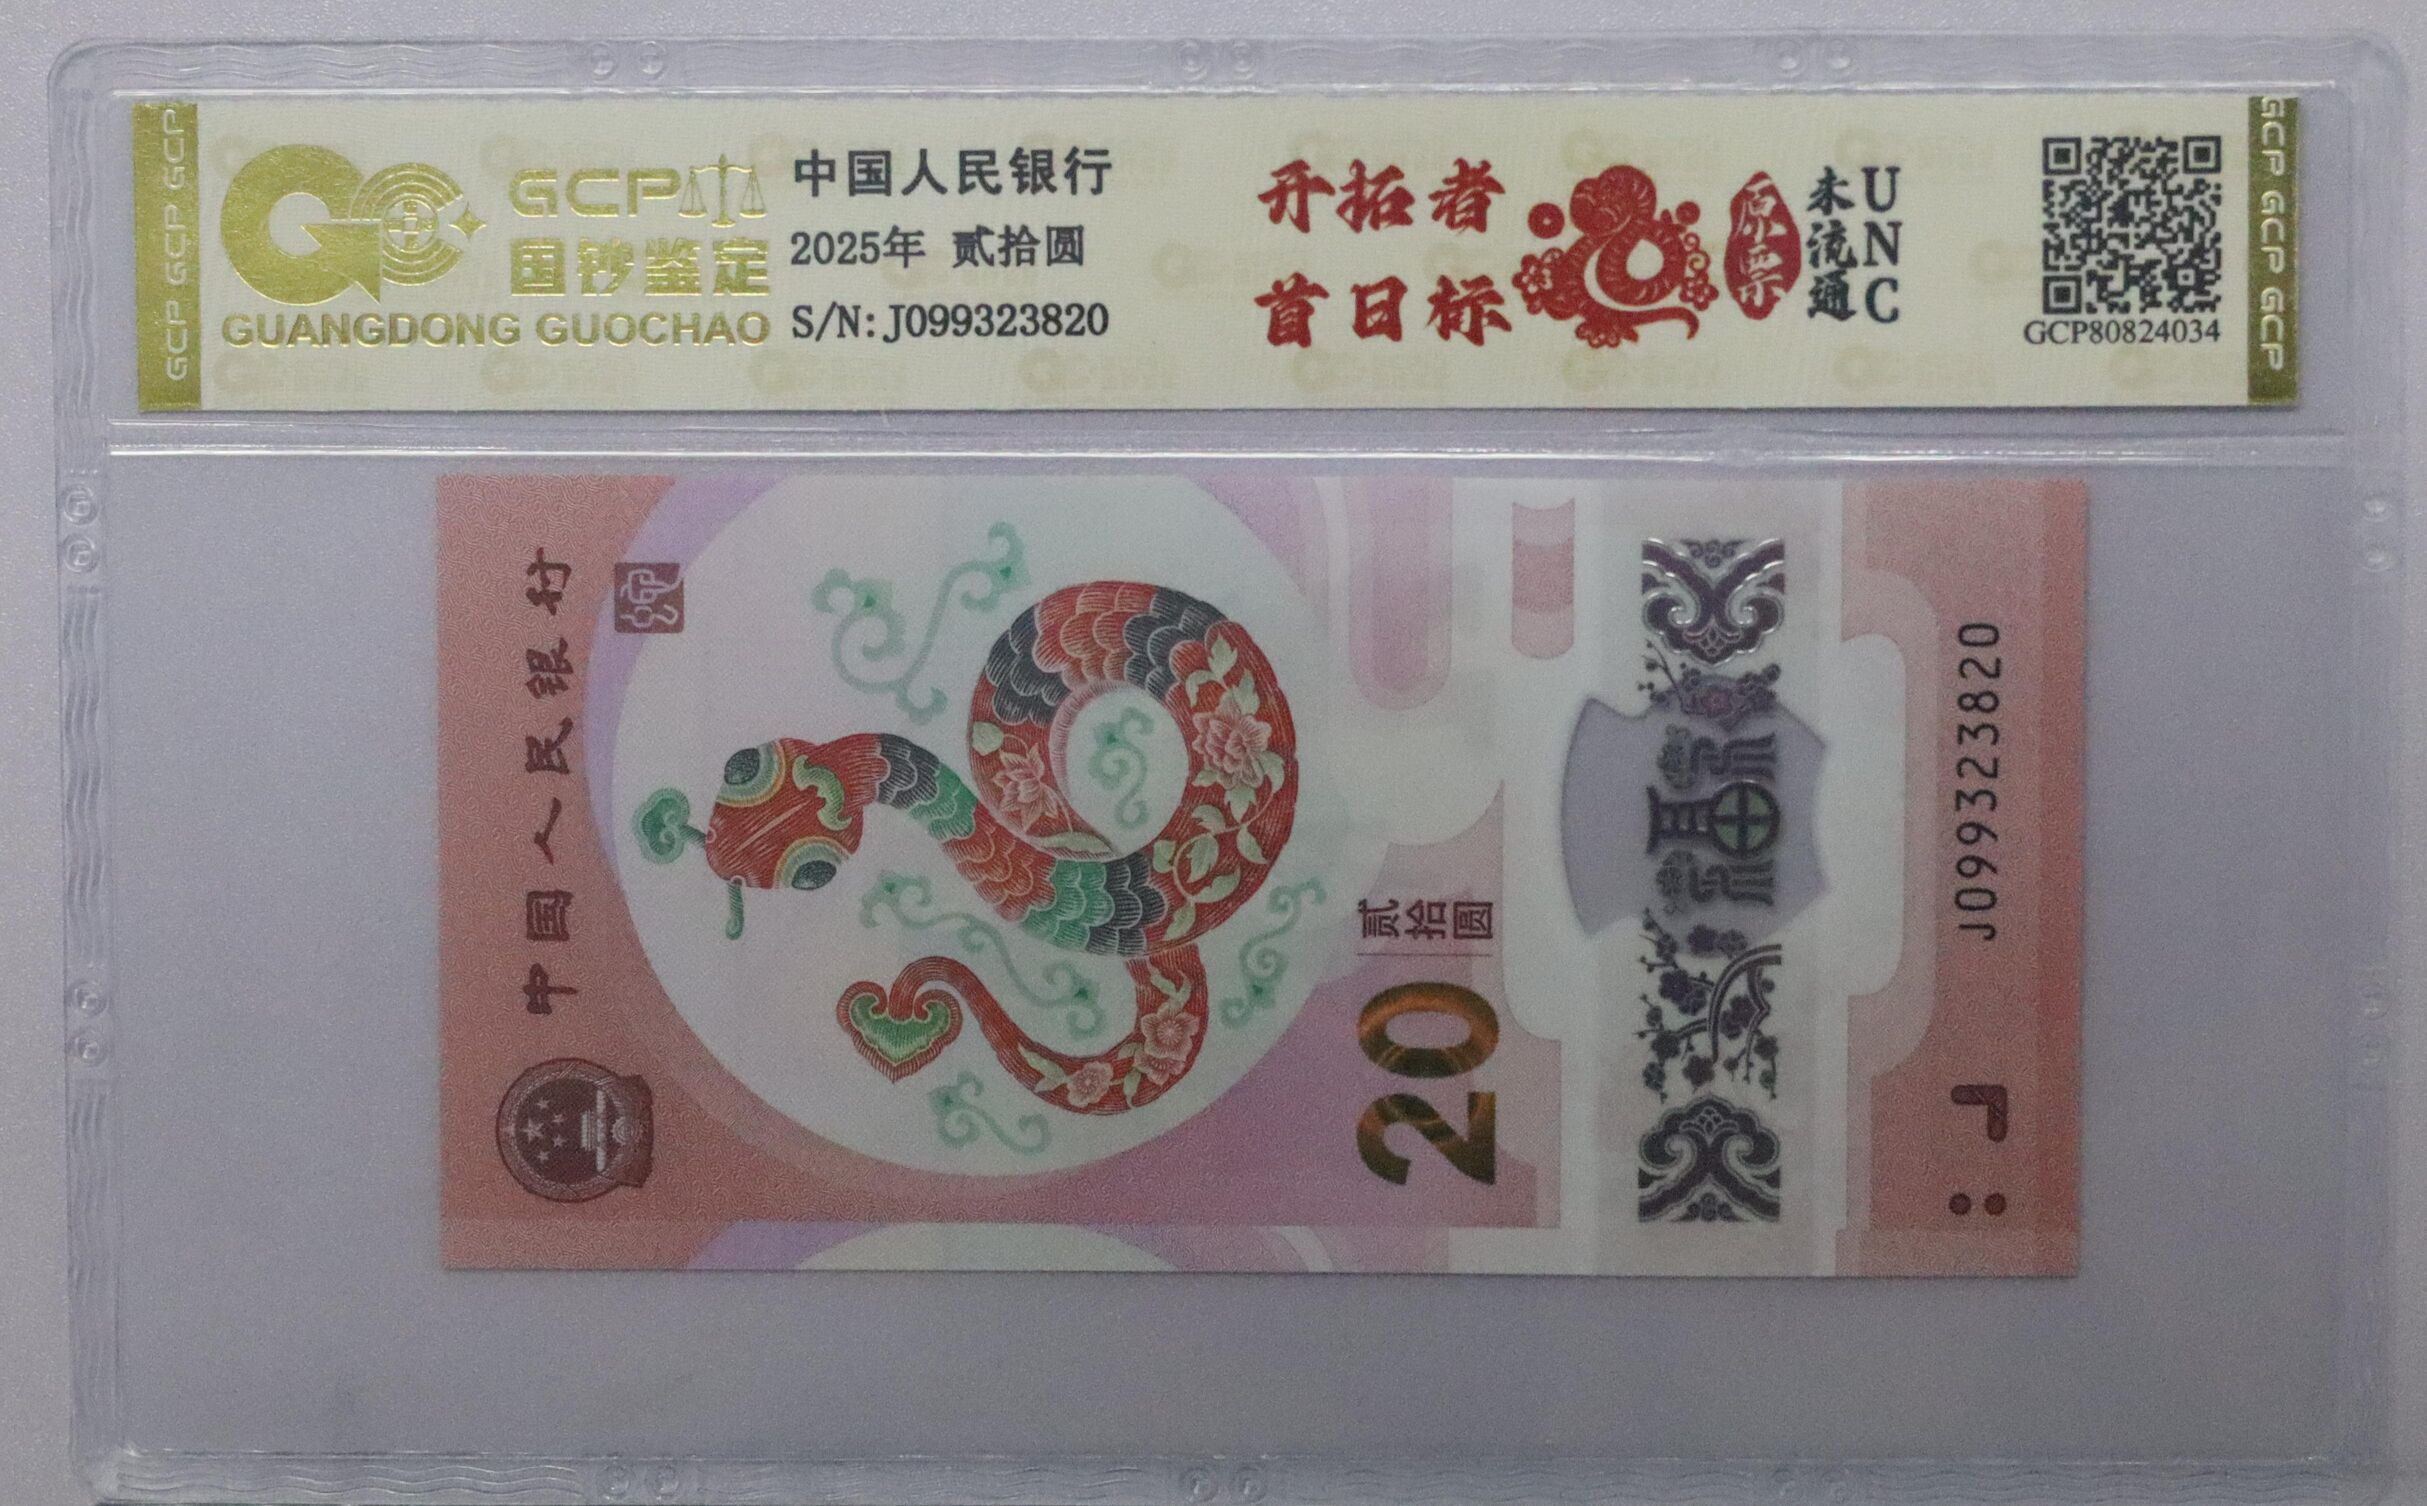 GCP GCP GCP
GCP
国钞鉴定
GUANGDONG GUOCHAO
中国人民银行
2025年 贰拾圆
S/N: J099323820
开拓者
首日标
原票
未流通
UNC
GCP80824034
GCP GCP GCP
中国人民银行
贰拾圆
20
福
J099323820